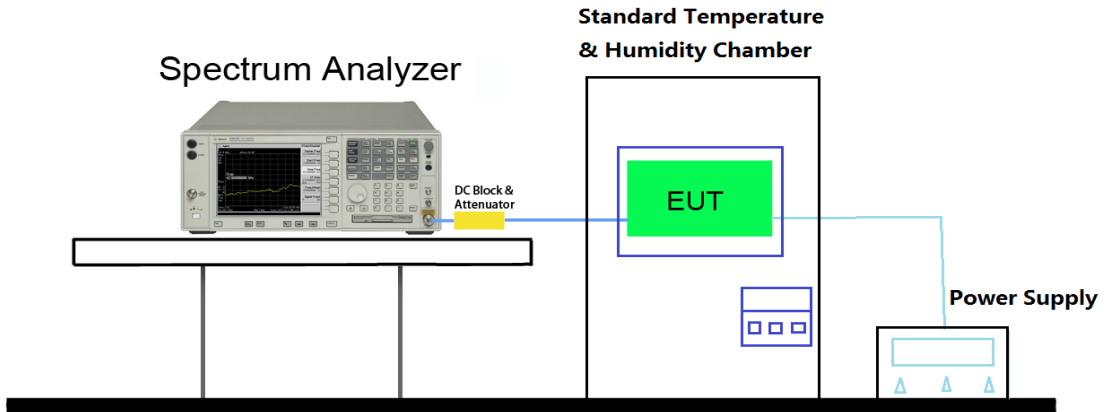 Standard Temperature
& Humidity Chamber
Spectrum Analyzer
DC Block &
Attenuator
EUT
Power Supply